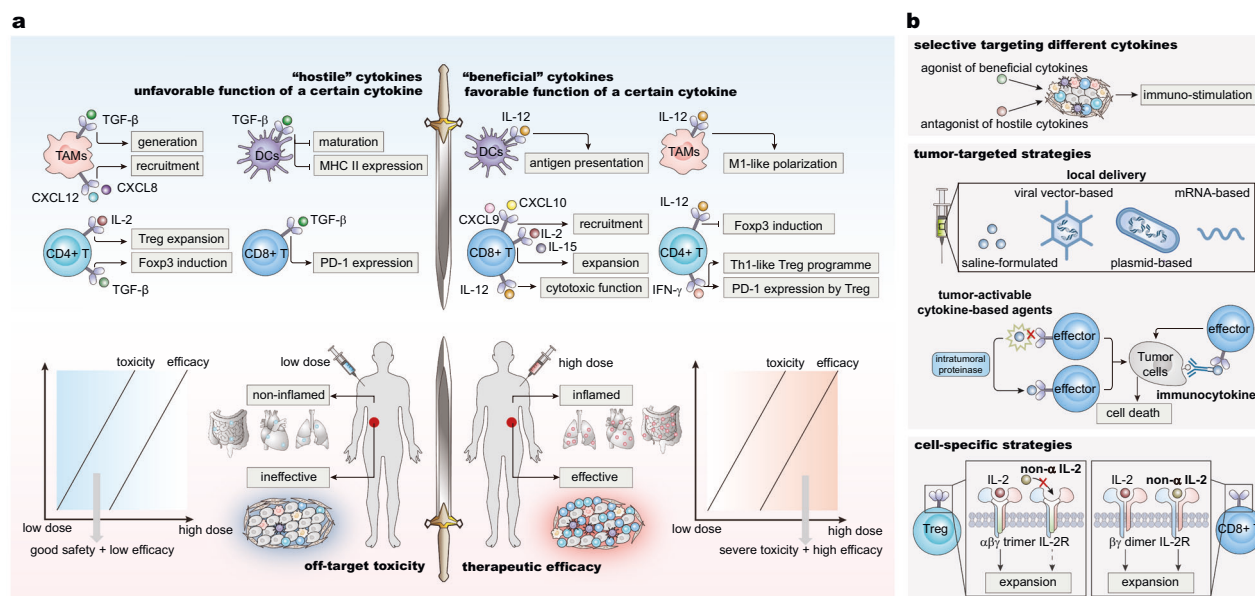 a
"hostile" cytokines
unfavorable function of a certain cytokine
"beneficial" cytokines
favorable function of a certain cytokine
TGF-β
TAMs
generation
recruitment
CXCL8
CXCL12
TGF-β
DCs
maturation
MHC II expression
IL-2
CD4+ T
Treg expansion
Foxp3 induction
TGF-β
TGF-β
CD8+ T
PD-1 expression
IL-12
DCs
antigen presentation
IL-12
TAMs
M1-like polarization
CXCL10
CXCL9
recruitment
IL-2
IL-15
CD8+ T
expansion
IL-12
cytotoxic function
IL-12
Foxp3 induction
CD4+ T
Th1-like Treg programme
IFN-γ
PD-1 expression by Treg
toxicity
efficacy
low dose
high dose
good safety + low efficacy
low dose
non-inflamed
ineffective
off-target toxicity
high dose
inflamed
effective
therapeutic efficacy
toxicity
efficacy
low dose
high dose
severe toxicity + high efficacy
b
selective targeting different cytokines
agonist of beneficial cytokines
immuno-stimulation
antagonist of hostile cytokines
tumor-targeted strategies
local delivery
viral vector-based
mRNA-based
saline-formulated
plasmid-based
tumor-activable
cytokine-based agents
effector
effector
intratumoral
proteinase
Tumor
cells
effector
immunocytokine
cell death
cell-specific strategies
non-α IL-2
IL-2
Treg
αβγ trimer IL-2R
expansion
IL-2
non-α IL-2
CD8+ T
βγ dimer IL-2R
expansion